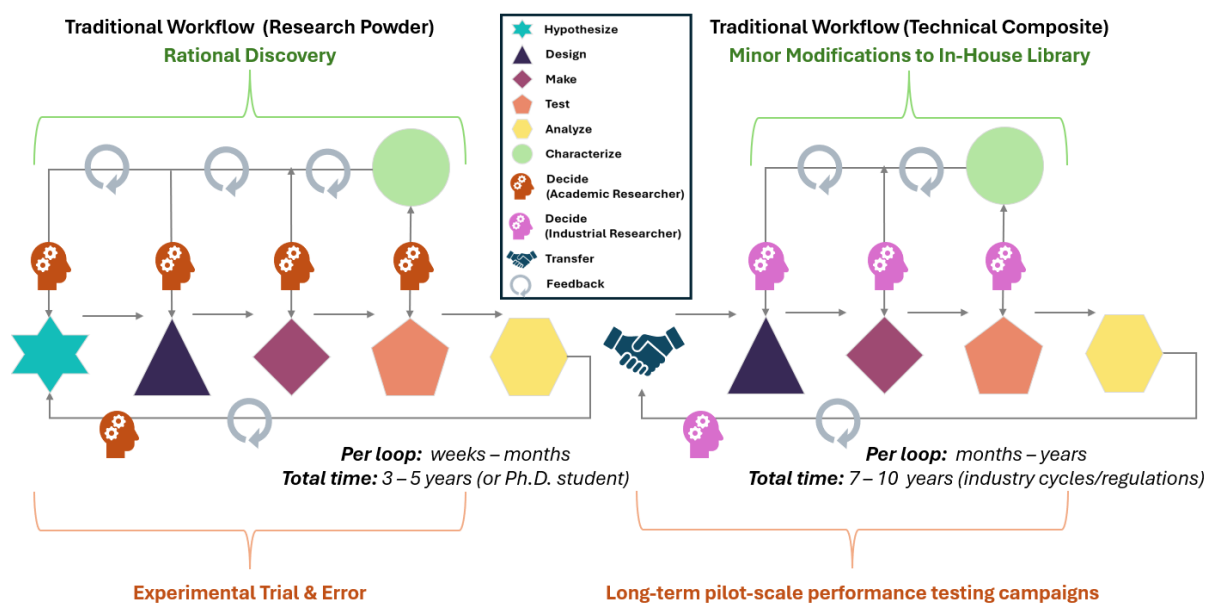 Traditional Workflow (Research Powder)
Rational Discovery
Hypothesize
Design
Make
Test
Analyze
Characterize
Decide
(Academic Researcher)
Decide
(Industrial Researcher)
Transfer
Feedback
Traditional Workflow (Technical Composite)
Minor Modifications to In-House Library
Per loop: weeks – months
Total time: 3 – 5 years (or Ph.D. student)
Per loop: months – years
Total time: 7 – 10 years (industry cycles/regulations)
Experimental Trial & Error
Long-term pilot-scale performance testing campaigns